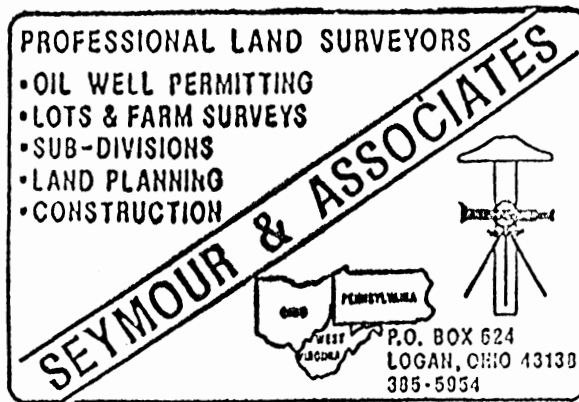 PROFESSIONAL LAND SURVEYORS
•OIL WELL PERMITTING
•LOTS & FARM SURVEYS
•SUB-DIVISIONS
•LAND PLANNING
•CONSTRUCTION
SEYMOUR & ASSOCIATES
OHIO
PENNSYLVANIA
WEST
VIRGINIA
P.O. BOX 624
LOGAN, OHIO 43138
385-5954